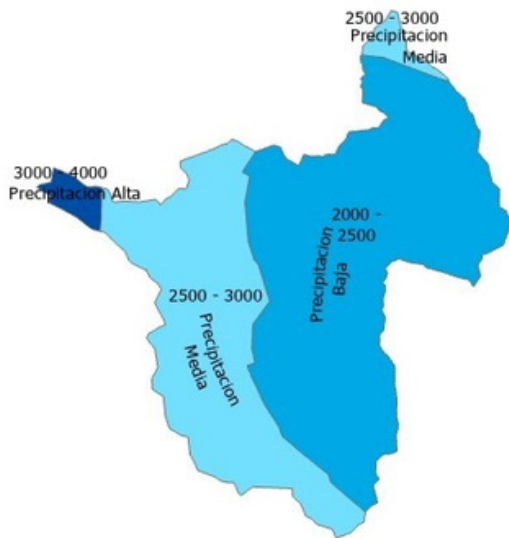 2500 - 3000
Precipitacion
Media
3000 - 4000
Precipitacion Alta
2000 -
2500
Precipitacion
Baja
2500 - 3000
Precipitacion
Media